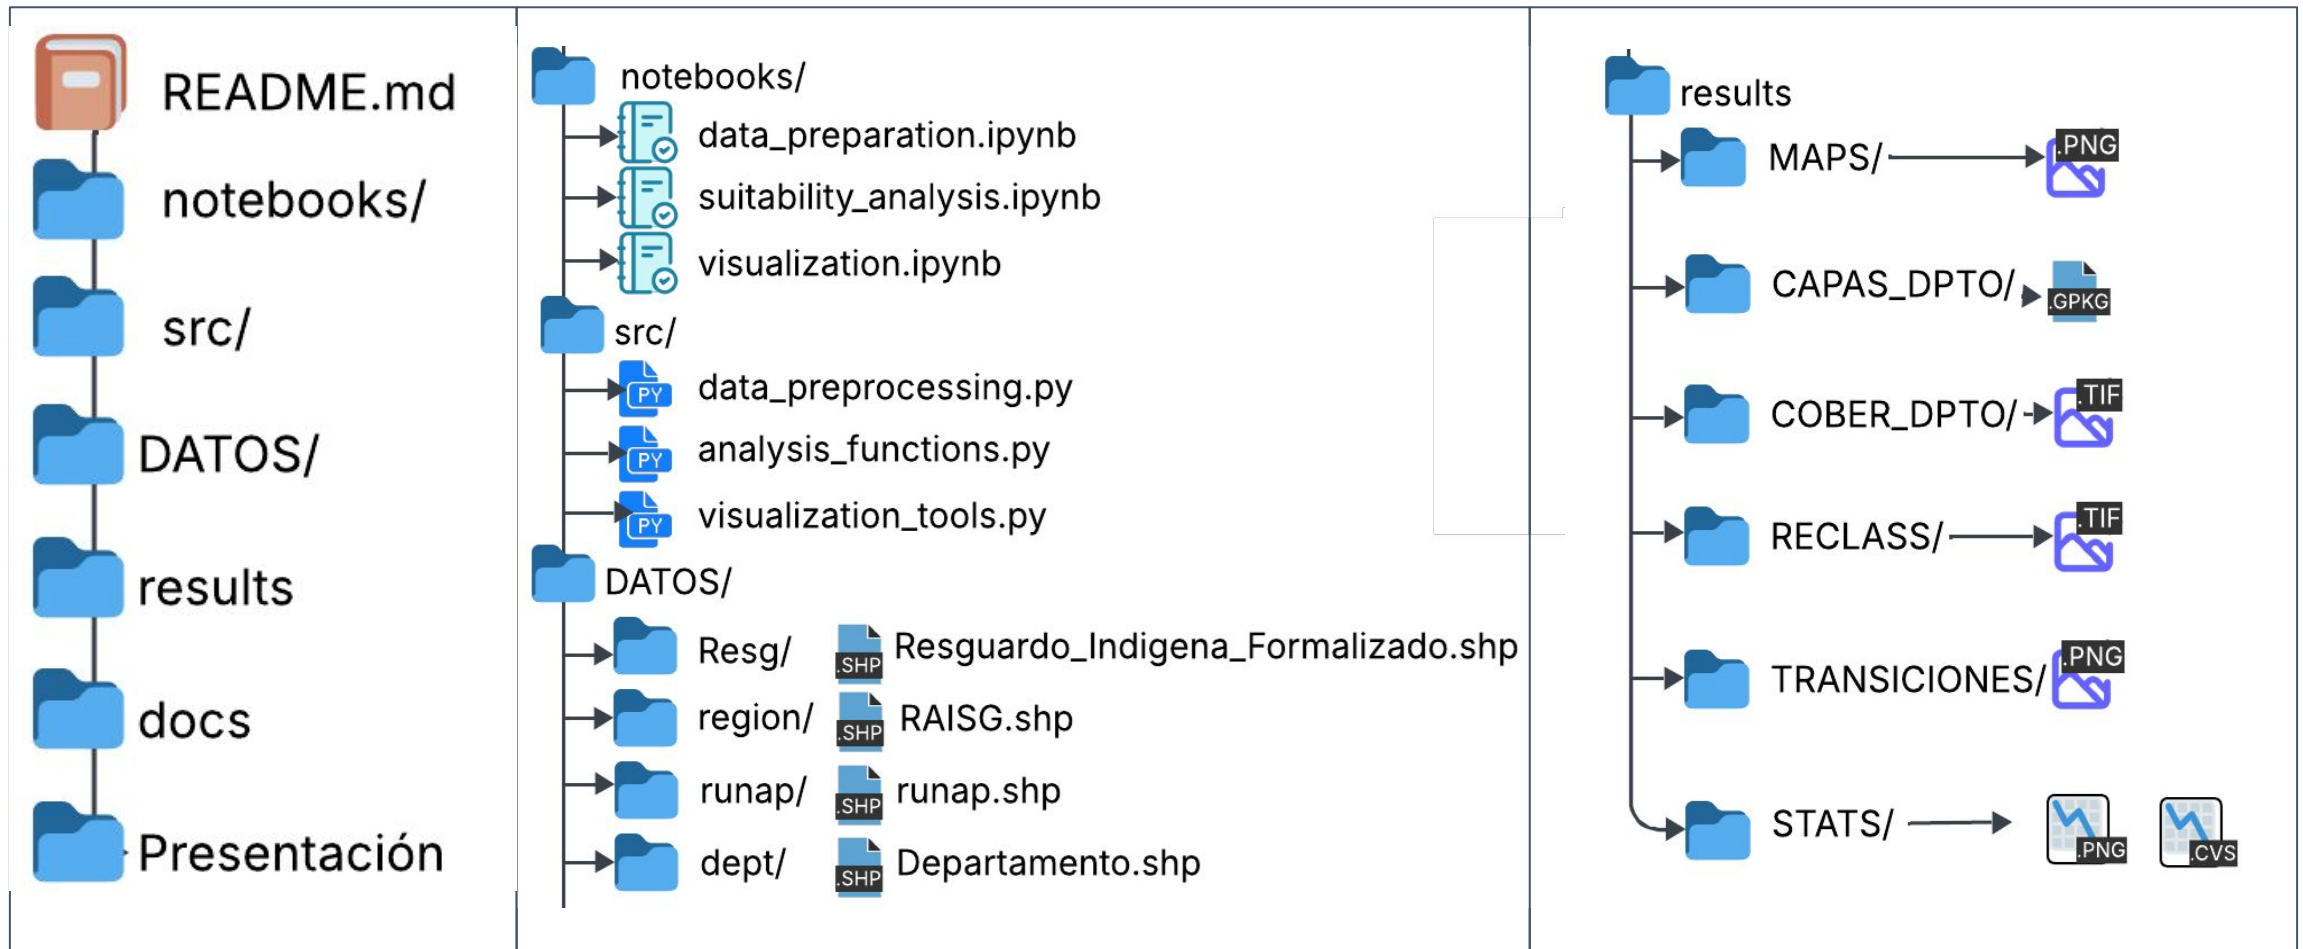 README.md
notebooks/
src/
DATOS/
results
docs
Presentación
notebooks/
data_preparation.ipynb
suitability_analysis.ipynb
visualization.ipynb
src/
PY data_preprocessing.py
PY analysis_functions.py
PY visualization_tools.py
DATOS/
Resg/ .SHP Resguardo_Indigena_Formalizado.shp
region/ .SHP RAISG.shp
runap/ .SHP runap.shp
dept/ .SHP Departamento.shp
results
MAPS/ .PNG
CAPAS_DPTO/ .GPKG
COBER_DPTO/ .TIF
RECLASS/ .TIF
TRANSICIONES/ .PNG
STATS/ .PNG .CVS